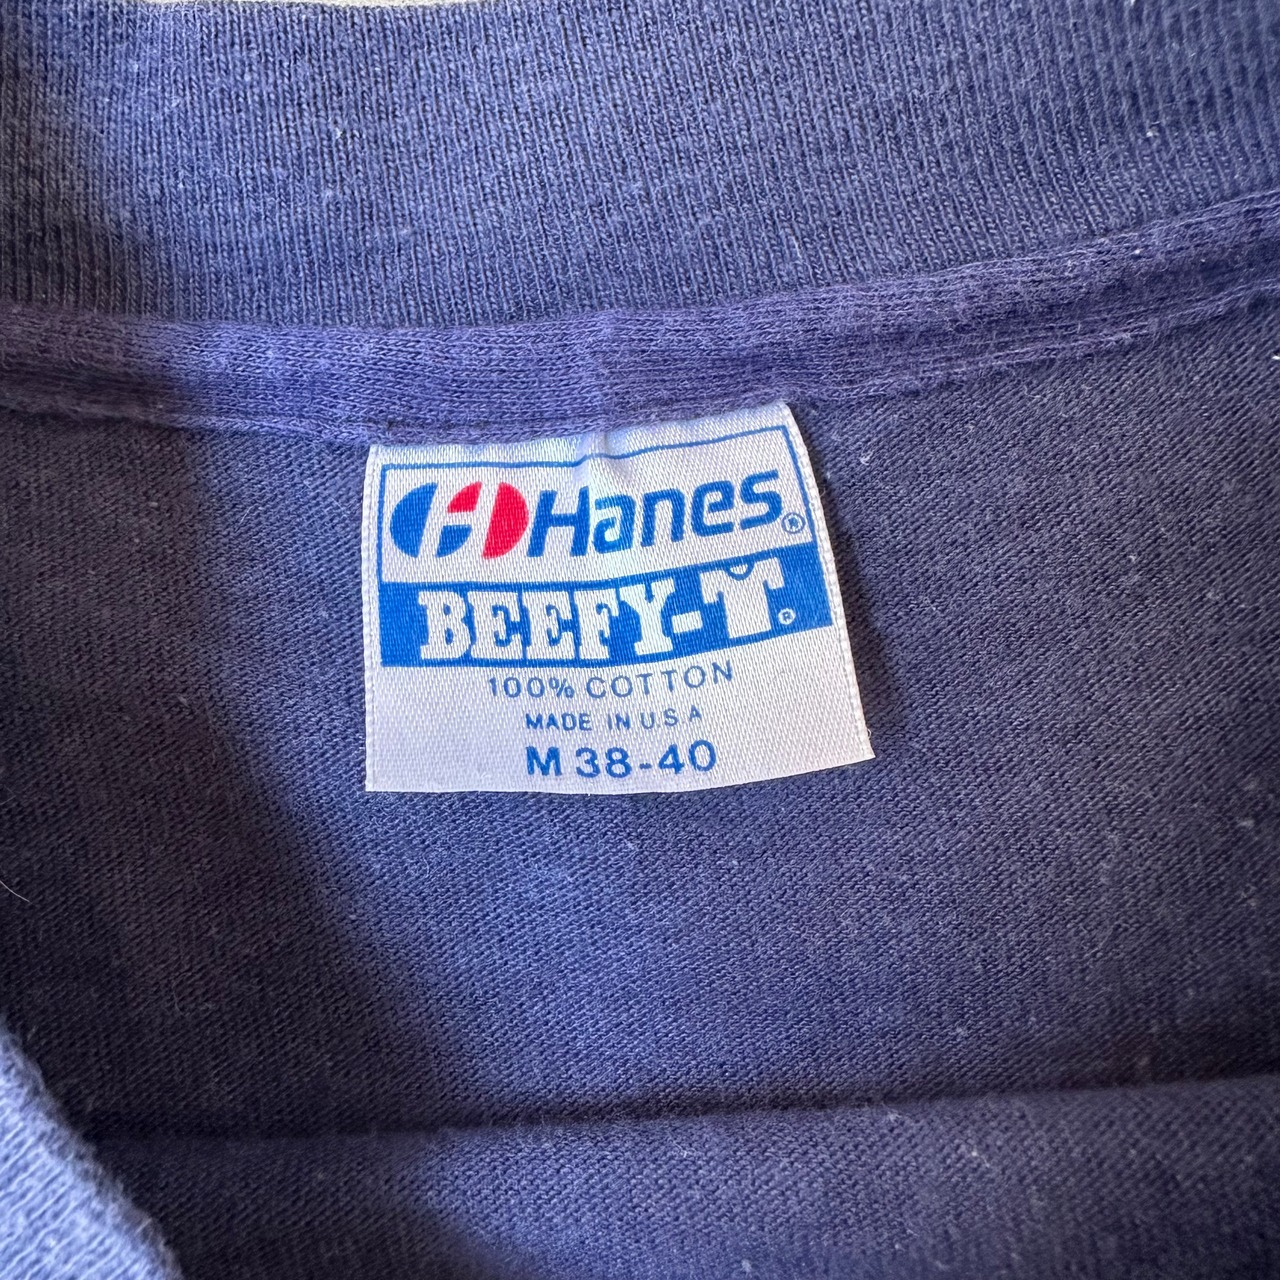 Hanes®
BEEFY-T®
100% COTTON
MADE IN U.S.A
M 38-40